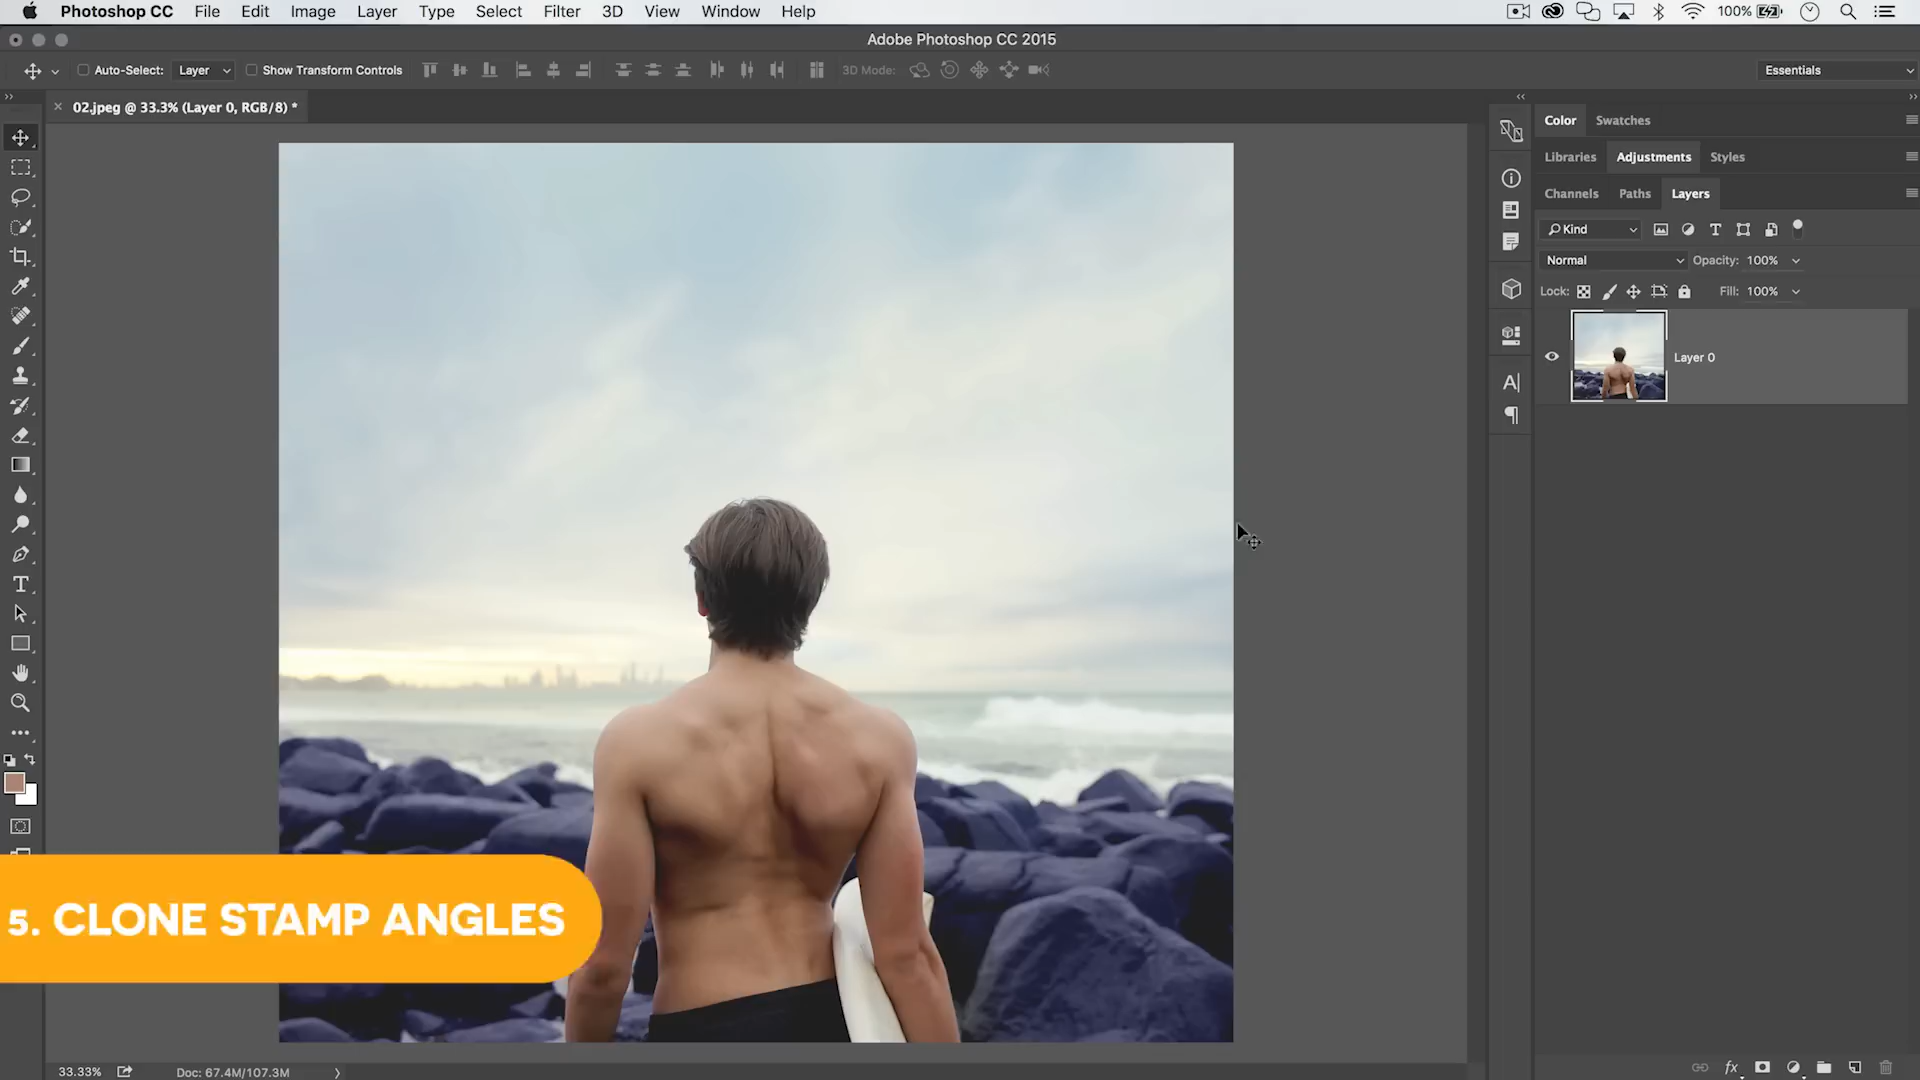 Photoshop CC File Edit Image Layer Type Select Filter 3D View Window Help 100%
Adobe Photoshop CC 2015
Auto-Select: Layer Show Transform Controls 3D Mode: Essentials
02.jpeg @ 33.3% (Layer 0, RGB/8) *
Color Swatches
Libraries Adjustments Styles
Channels Paths Layers
Kind
Normal Opacity: 100%
Lock: Fill: 100%
Layer 0
5. CLONE STAMP ANGLES
33.33% Doc: 67.4M/107.3M